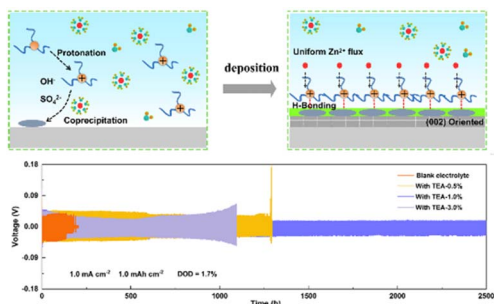 Protonation
OH⁻
SO₄²⁻
Coprecipitation
deposition
Uniform Zn²⁺ flux
H-Bonding
(002) Oriented
Voltage (V)
0.18
0.09
0.00
-0.09
-0.18
Blank electrolyte
With TEA-0.5%
With TEA-1.0%
With TEA-3.0%
1.0 mA cm⁻² 1.0 mAh cm⁻² DOD = 1.7%
0 500 1000 1500 2000 2500
Time (h)